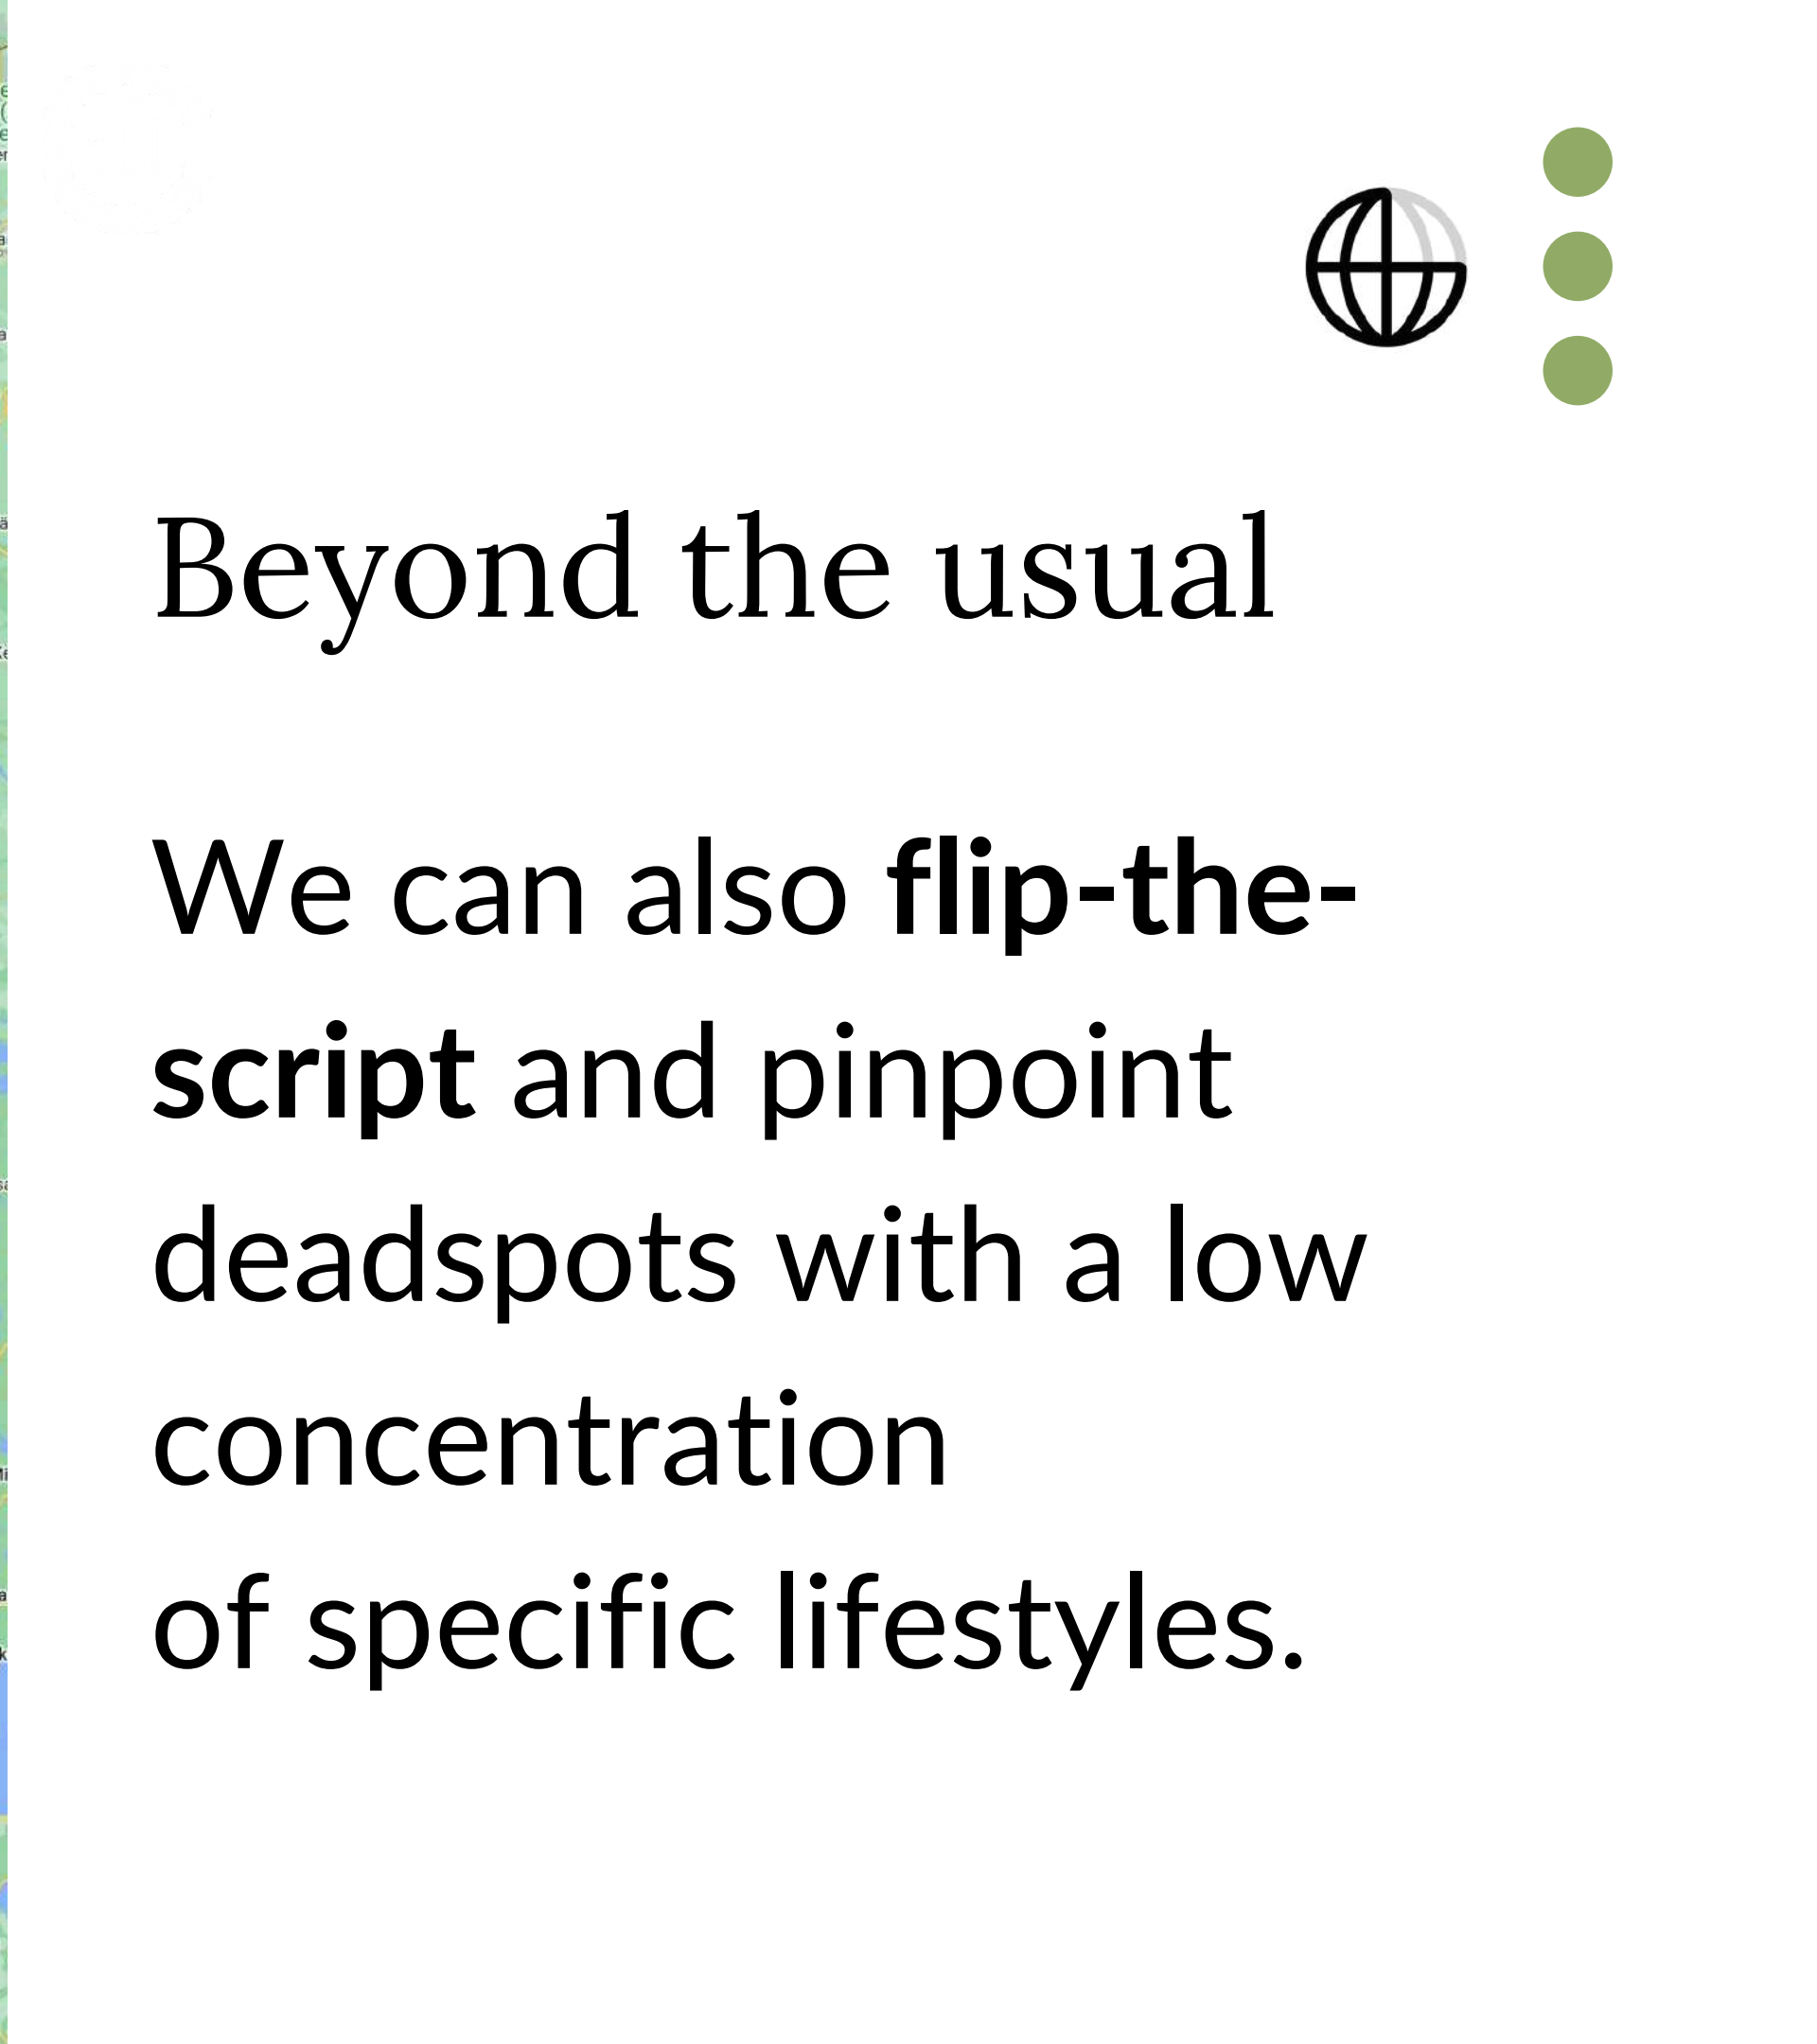 Beyond the usual
We can also flip-the-
script and pinpoint
deadspots with a low
concentration
of specific lifestyles.